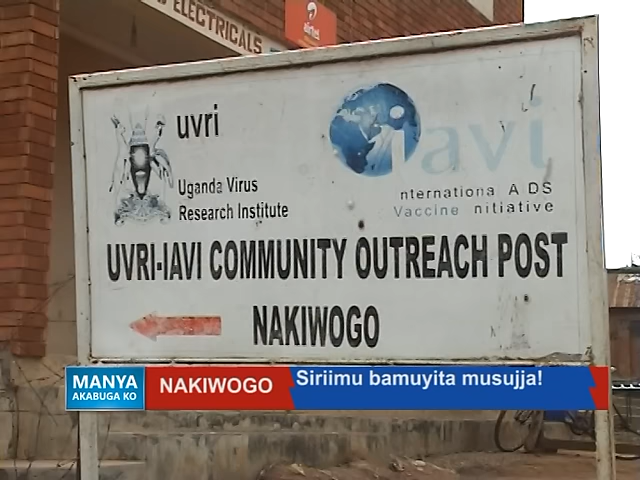 ELECTRICALS
airtel
uvri
Uganda Virus
Research Institute
iavi
nternationa A DS
Vaccine nitiative
UVRI-IAVI COMMUNITY OUTREACH POST
NAKIWOGO
MANYA
AKABUGA KO
NAKIWOGO
Siriimu bamuyita musujja!